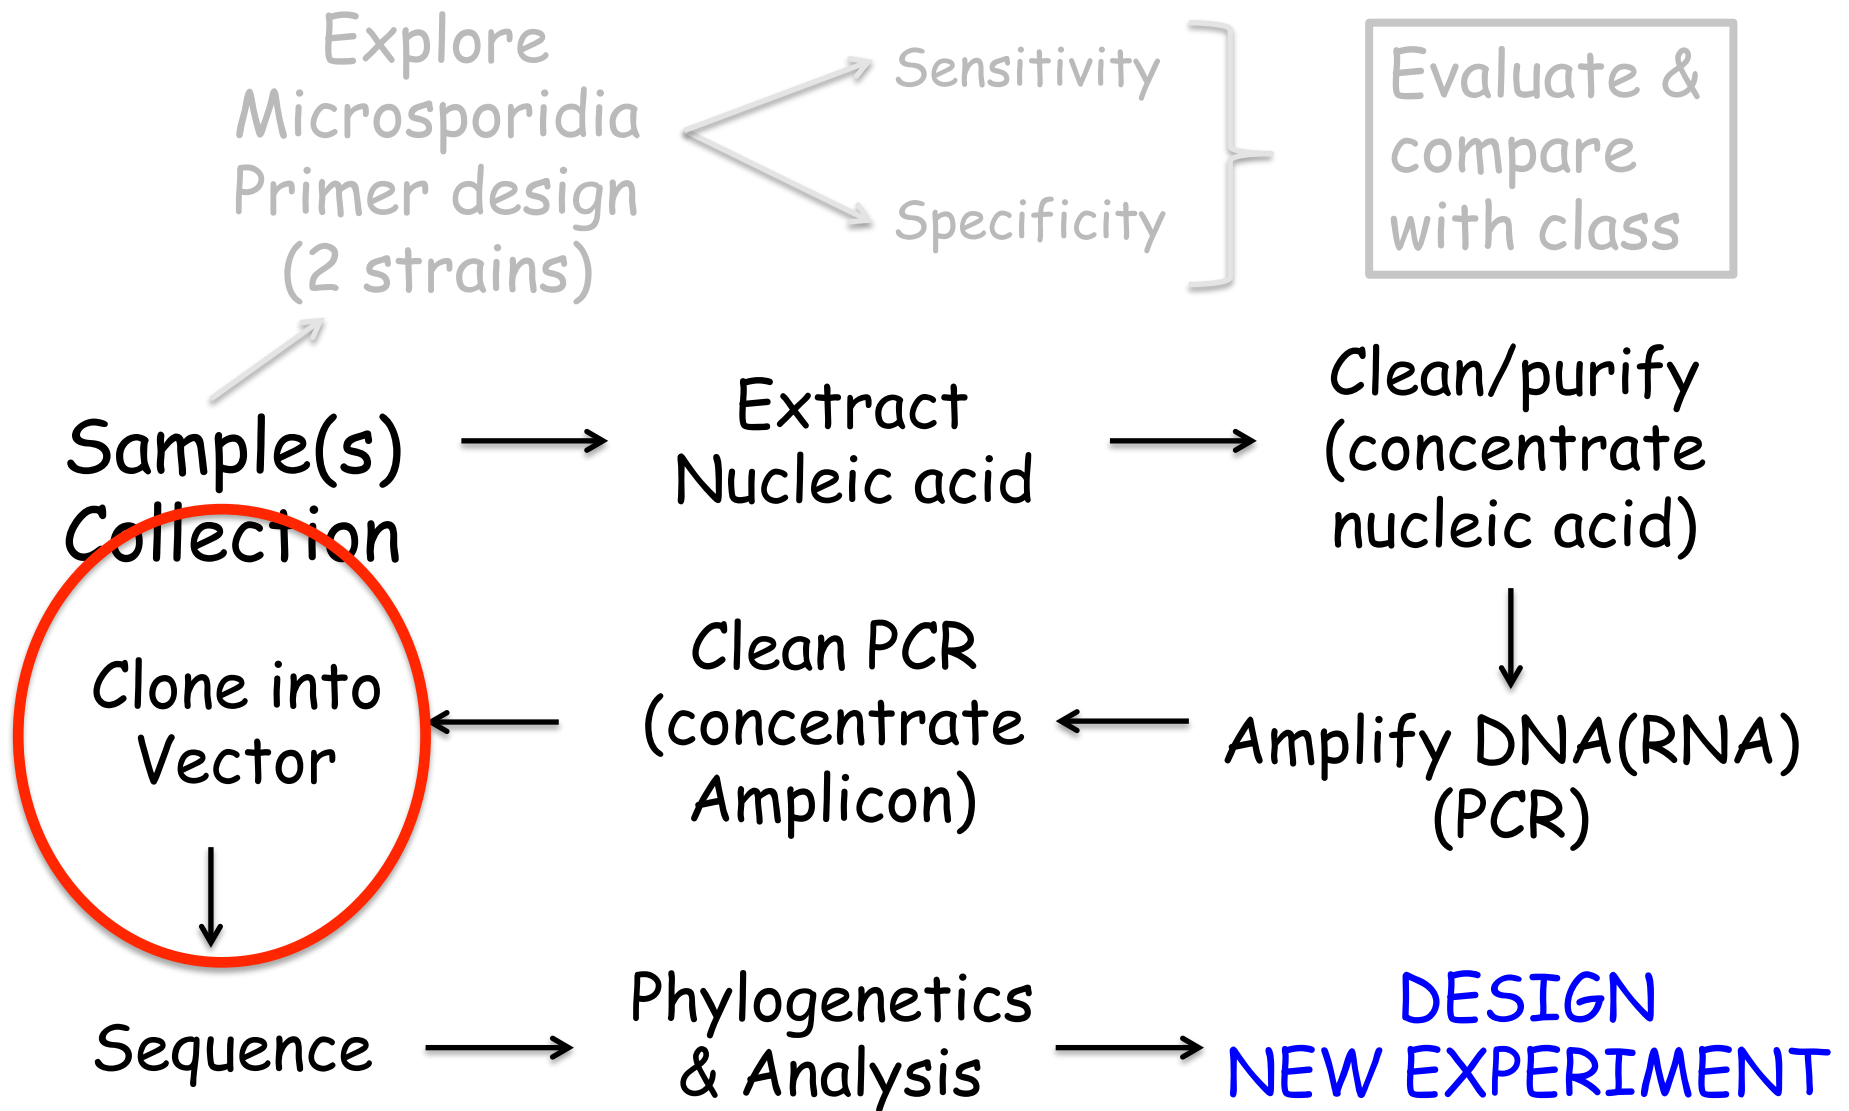 Explore
Microsporidia
Primer design
(2 strains)
Sensitivity
Specificity
Evaluate &
compare
with class
Sample(s)
Collection
Extract
Nucleic acid
Clean/purify
(concentrate
nucleic acid)
Amplify DNA(RNA)
(PCR)
Clean PCR
(concentrate
Amplicon)
Clone into
Vector
Sequence
Phylogenetics
& Analysis
DESIGN
NEW EXPERIMENT